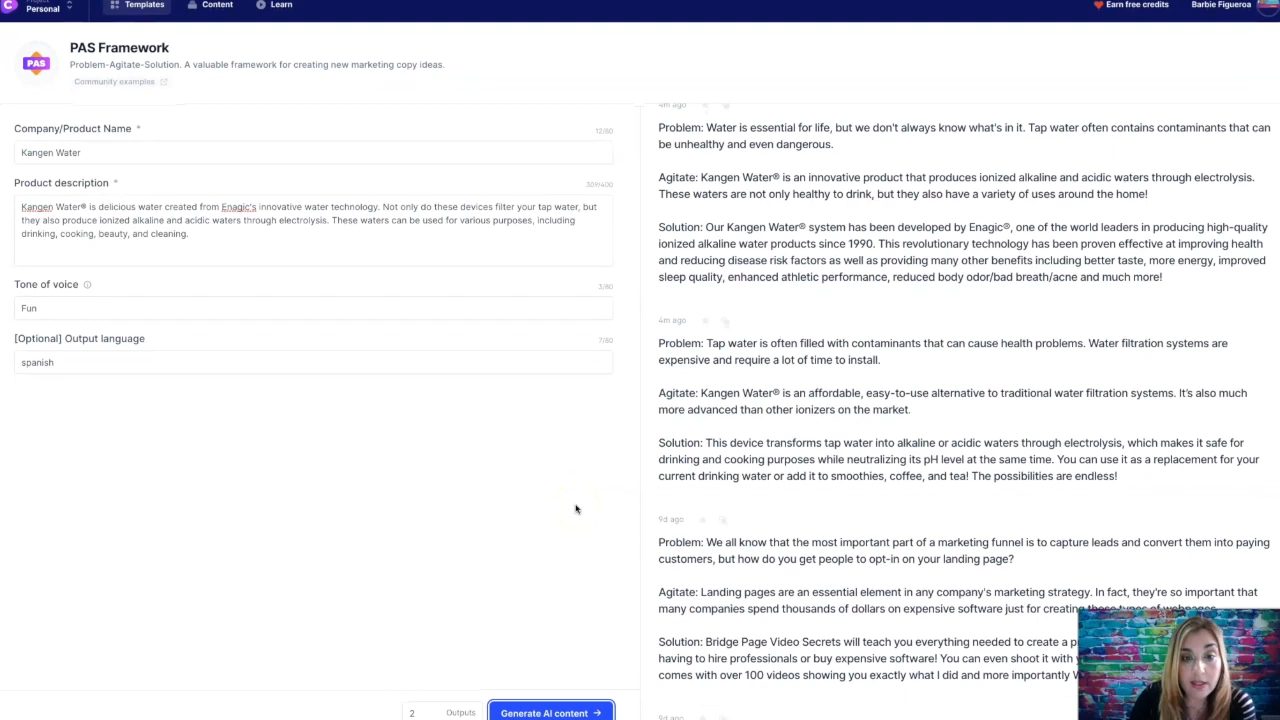 Project
Personal
Templates
Content
Learn
Earn free credits
Barbie Figueroa
PAS
PAS Framework
Problem-Agitate-Solution. A valuable framework for creating new marketing copy ideas.
Community examples
Company/Product Name *
12/80
Kangen Water
Product description *
309/400
Kangen Water® is delicious water created from Enagic's innovative water technology. Not only do these devices filter your tap water, but
they also produce ionized alkaline and acidic waters through electrolysis. These waters can be used for various purposes, including
drinking, cooking, beauty, and cleaning.
Tone of voice
3/80
Fun
[Optional] Output language
7/80
spanish
2
Outputs
Generate AI content →
4m ago
Problem: Water is essential for life, but we don't always know what's in it. Tap water often contains contaminants that can
be unhealthy and even dangerous.
Agitate: Kangen Water® is an innovative product that produces ionized alkaline and acidic waters through electrolysis.
These waters are not only healthy to drink, but they also have a variety of uses around the home!
Solution: Our Kangen Water® system has been developed by Enagic®, one of the world leaders in producing high-quality
ionized alkaline water products since 1990. This revolutionary technology has been proven effective at improving health
and reducing disease risk factors as well as providing many other benefits including better taste, more energy, improved
sleep quality, enhanced athletic performance, reduced body odor/bad breath/acne and much more!
4m ago
Problem: Tap water is often filled with contaminants that can cause health problems. Water filtration systems are
expensive and require a lot of time to install.
Agitate: Kangen Water® is an affordable, easy-to-use alternative to traditional water filtration systems. It's also much
more advanced than other ionizers on the market.
Solution: This device transforms tap water into alkaline or acidic waters through electrolysis, which makes it safe for
drinking and cooking purposes while neutralizing its pH level at the same time. You can use it as a replacement for your
current drinking water or add it to smoothies, coffee, and tea! The possibilities are endless!
9d ago
Problem: We all know that the most important part of a marketing funnel is to capture leads and convert them into paying
customers, but how do you get people to opt-in on your landing page?
Agitate: Landing pages are an essential element in any company's marketing strategy. In fact, they're so important that
many companies spend thousands of dollars on expensive software just for creating these types of webpages.
Solution: Bridge Page Video Secrets will teach you everything needed to create a
having to hire professionals or buy expensive software! You can even shoot it with
comes with over 100 videos showing you exactly what I did and more importantly
9d ago